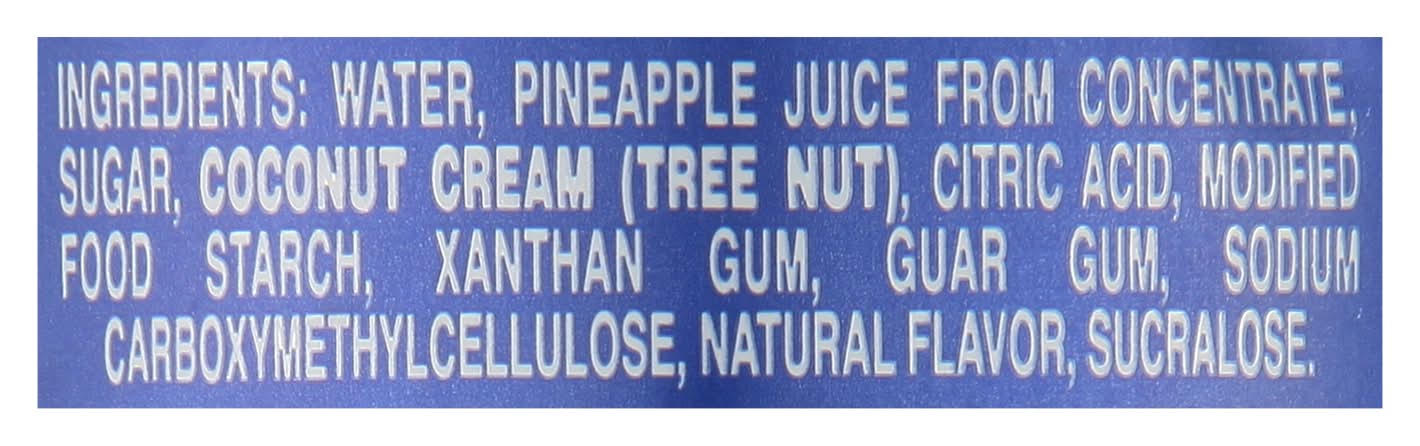 INGREDIENTS: WATER, PINEAPPLE JUICE FROM CONCENTRATE,
SUGAR, COCONUT CREAM (TREE NUT), CITRIC ACID, MODIFIED
FOOD STARCH, XANTHAN GUM, GUAR GUM, SODIUM
CARBOXYMETHYLCELLULOSE, NATURAL FLAVOR, SUCRALOSE.